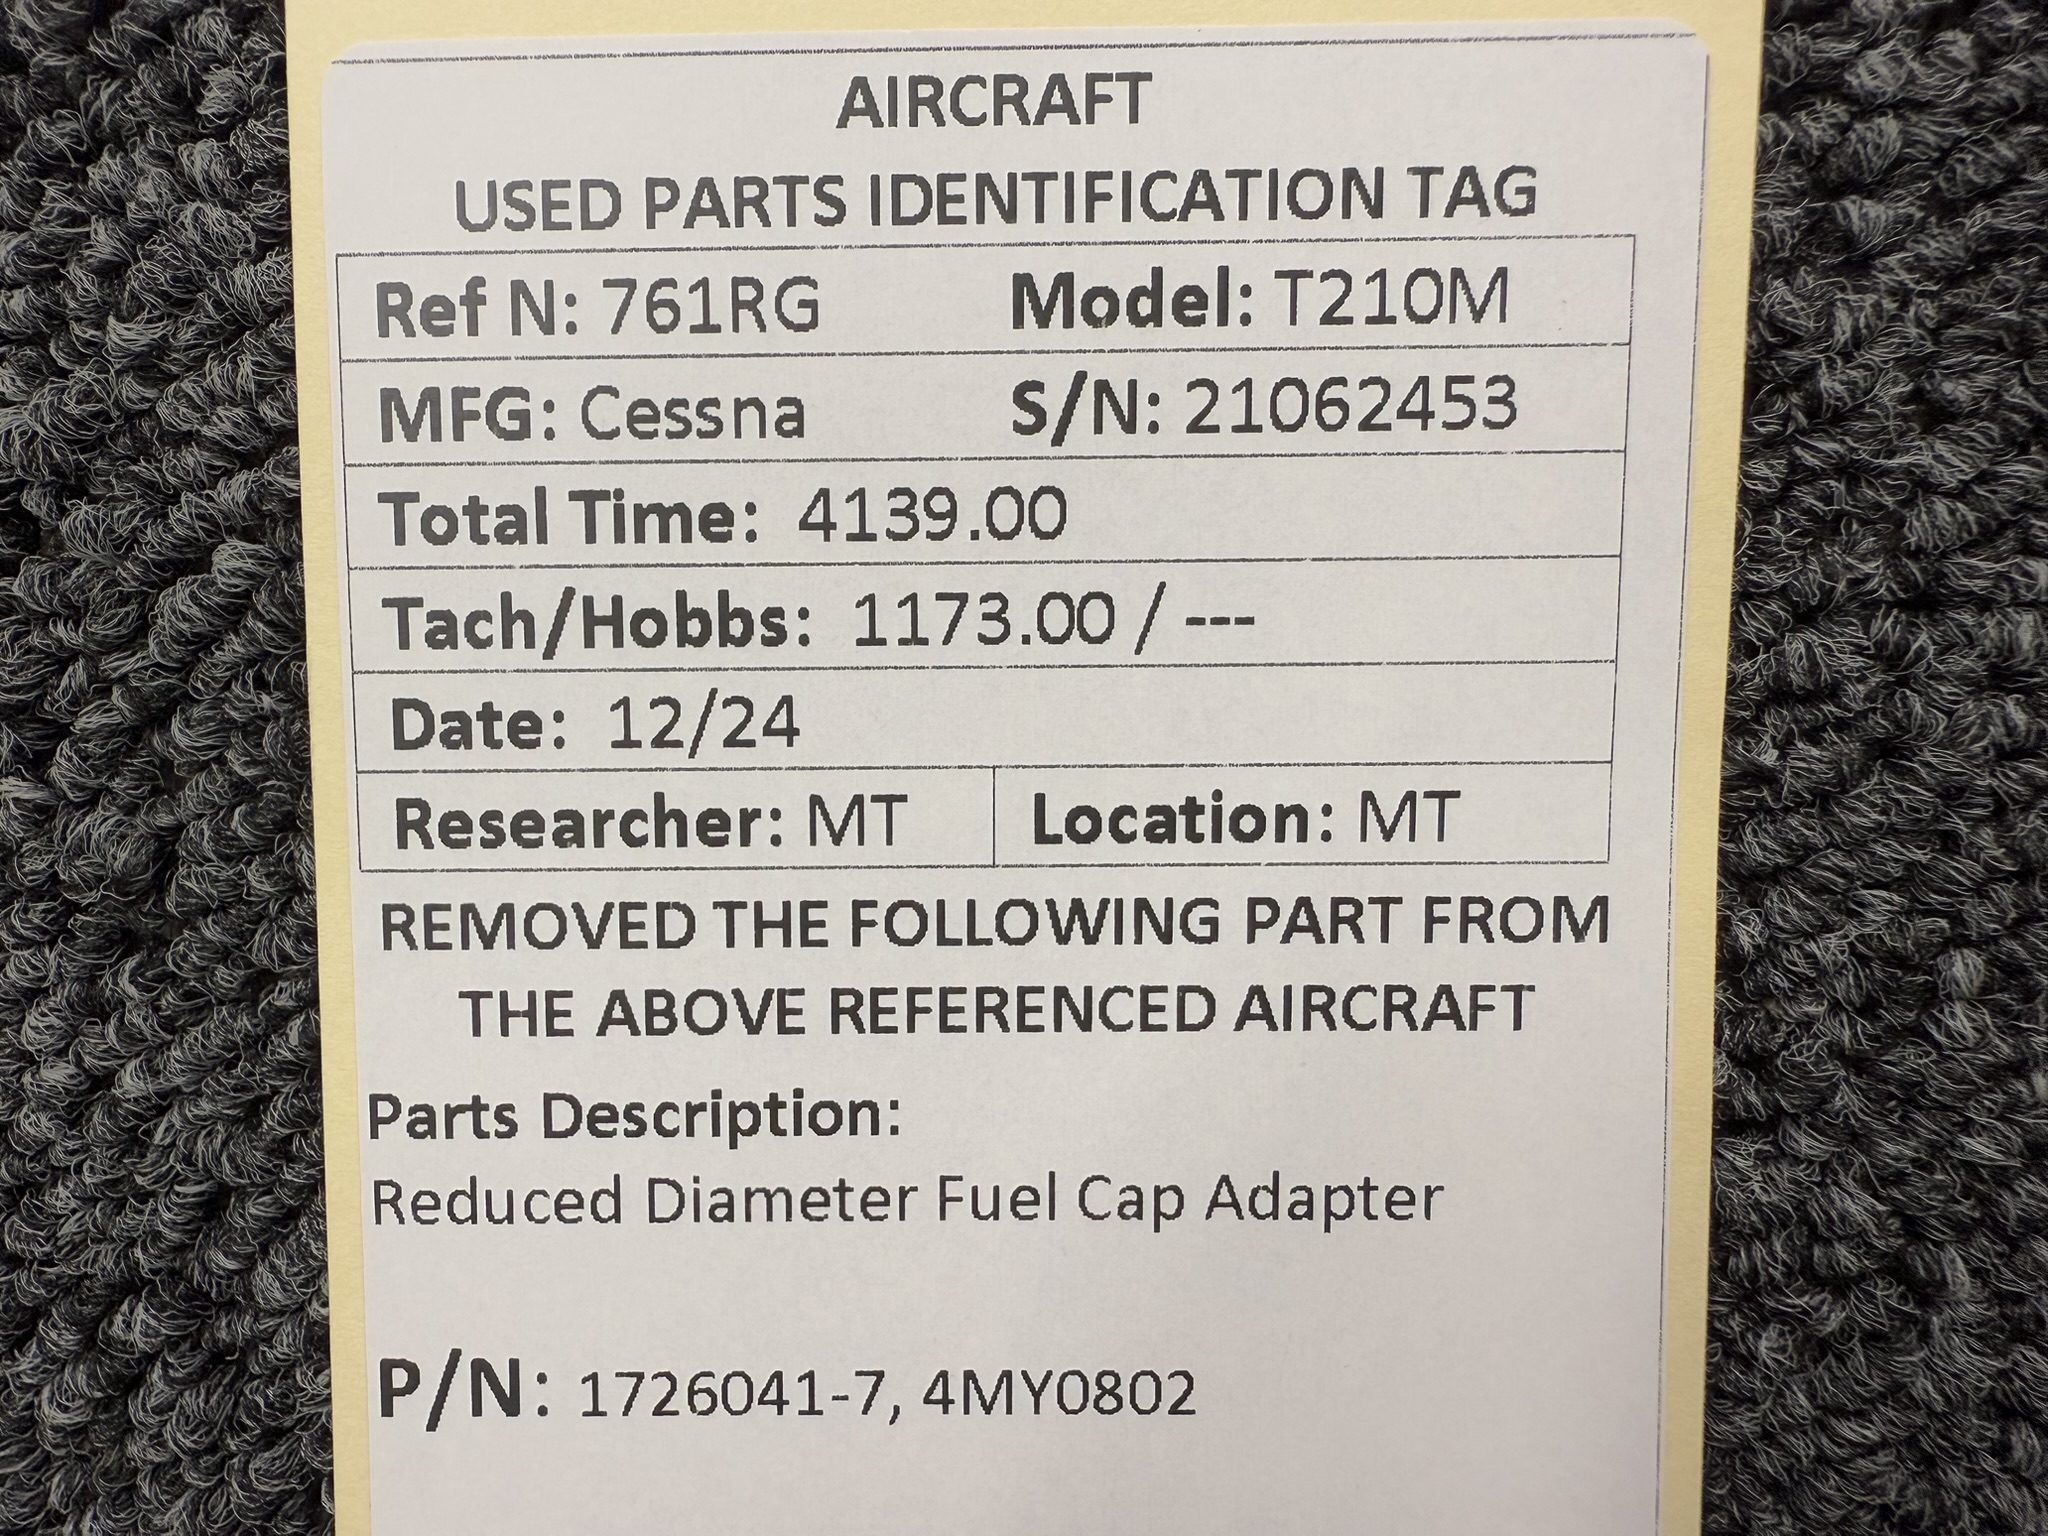 AIRCRAFT
USED PARTS IDENTIFICATION TAG
Ref N: 761RG Model: T210M
MFG: Cessna S/N: 21062453
Total Time: 4139.00
Tach/Hobbs: 1173.00 / ---
Date: 12/24
Researcher: MT Location: MT
REMOVED THE FOLLOWING PART FROM
THE ABOVE REFERENCED AIRCRAFT
Parts Description:
Reduced Diameter Fuel Cap Adapter
P/N: 1726041-7, 4MY0802